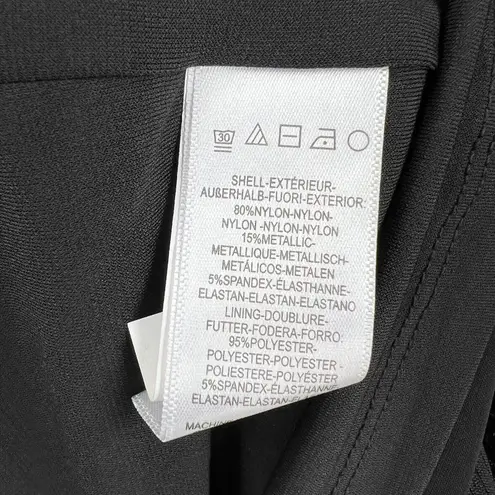 30
SHELL-EXTÉRIEUR-
AUßERHALB-FUORI-EXTERIOR:
80%NYLON-NYLON-
NYLON -NYLON-NYLON
15%METALLIC-
METALLIQUE-METALLISCH-
METÁLICOS-METALEN
5%SPANDEX-ÉLASTHANNE-
ELASTAN-ELASTAN-ELASTANO
LINING-DOUBLURE-
FUTTER-FODERA-FORRO:
95%POLYESTER-
POLYESTER-POLYESTER -
POLIESTERE-POLIÉSTER
5%SPANDEX-ÉLASTHANNE-
ELASTAN-ELASTAN-